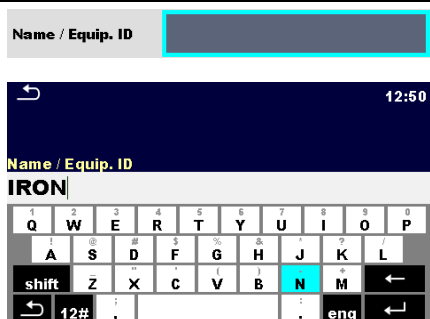 Name / Equip. ID
12:50
Name / Equip. ID
IRON
1 2 3 4 5 6 7 8 9 0
Q W E R T Y U I O P
! @ # $ % & * ? /
A S D F G H J K L
_ " ' ( ) - +
shift Z X C V B N M ←
; :
12# , . eng